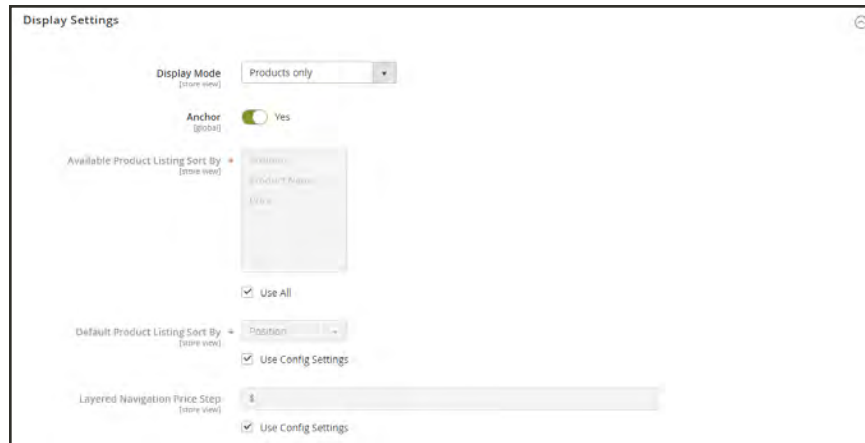 Display Settings
Display Mode
[store view]
Products only
Anchor
[global]
Yes
Available Product Listing Sort By *
[store view]
Position
Product Name
Price
Use All
Default Product Listing Sort By *
[store view]
Position
Use Config Settings
Layered Navigation Price Step
[store view]
$
Use Config Settings